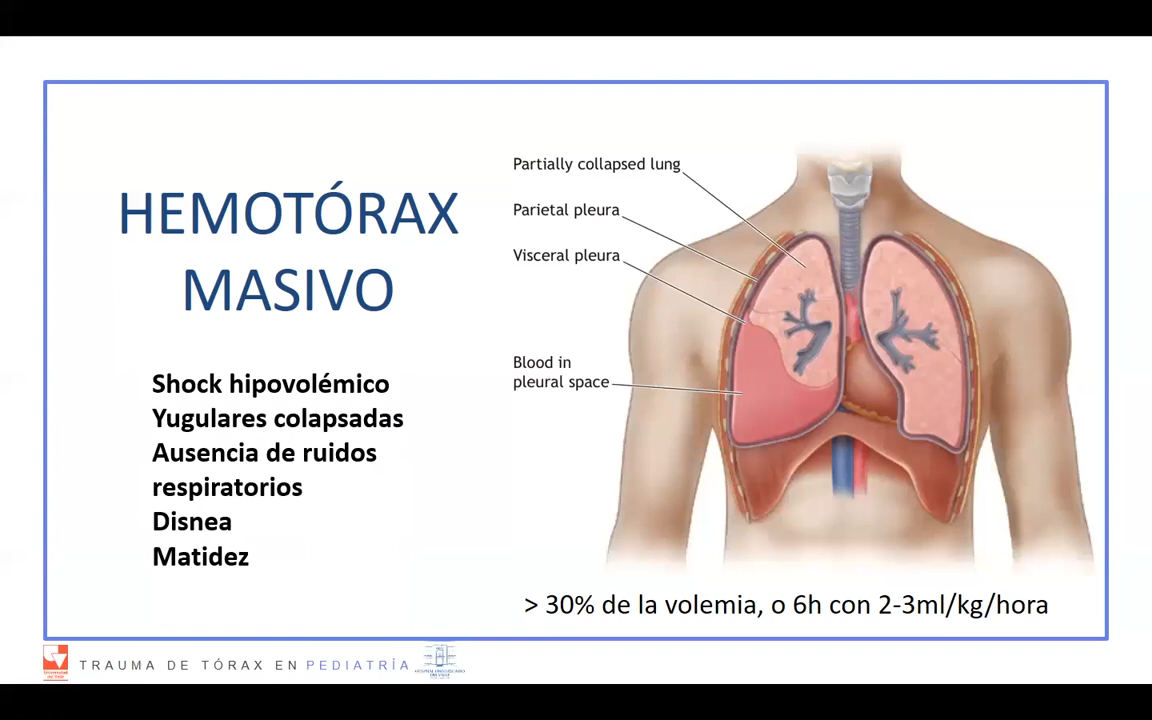 HEMOTÓRAX
MASIVO
Shock hipovolémico
Yugulares colapsadas
Ausencia de ruidos
respiratorios
Disnea
Matidez
Partially collapsed lung
Parietal pleura
Visceral pleura
Blood in
pleural space
> 30% de la volemia, o 6h con 2-3ml/kg/hora
TRAUMA DE TÓRAX EN PEDIATRÍA